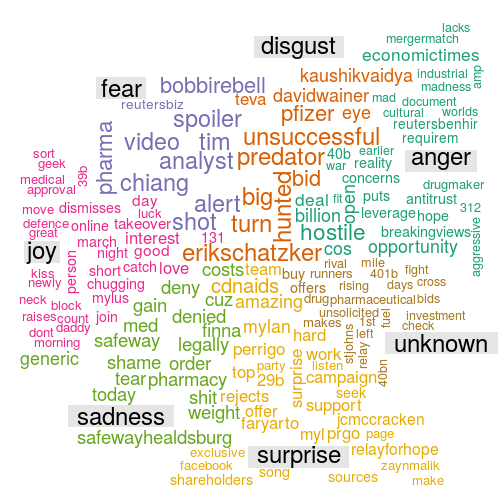 lacks
mergermatch
disgust
economictimes
fear
bobbirebell
kaushikvaidya
industrial
amp
madness
reutersbiz
teva
davidwainer
mad
document
spoiler
pfizer
eye
cultural
worlds
pharma
video
tim
unsuccessful
reutersbenhir
requirem
sort
geek
analyst
predator
40b
earlier
war
reality
anger
medical
39b
approval
chiang
hunted
bid
concerns
drugmaker
move
dismisses
day
alert
big
deal
fit
open
puts
antitrust
luck
shot
turn
billion
leverage
hope
312
defence
online
takeover
great
hostile
breakingviews
aggressive
joy
march
interest
131
erikschatzker
cos
opportunity
night
good
kiss
person
short
catch
love
costs
team
rival
mile
newly
chugging
deny
cdnaids
buy
runners
401b
fight
neck
mylus
cuz
offers
rising
days
cross
block
gain
amazing
drug
pharmaceutical
bids
raises
count
join
med
denied
mylan
unsolicited
fuel
investment
dont
daddy
finna
makes
1st
check
morning
safeway
legally
hard
stjohns
left
unknown
generic
shame
order
perrigo
surprise
work
relay
tear
pharmacy
top
party
listen
40bn
29b
campaign
today
shit
rejects
seek
sadness
weight
offer
support
faryarto
jcmccracken
safewayhealdsburg
myl
prgo
page
exclusive
surprise
relayforhope
facebook
song
zaynmalik
shareholders
sources
make